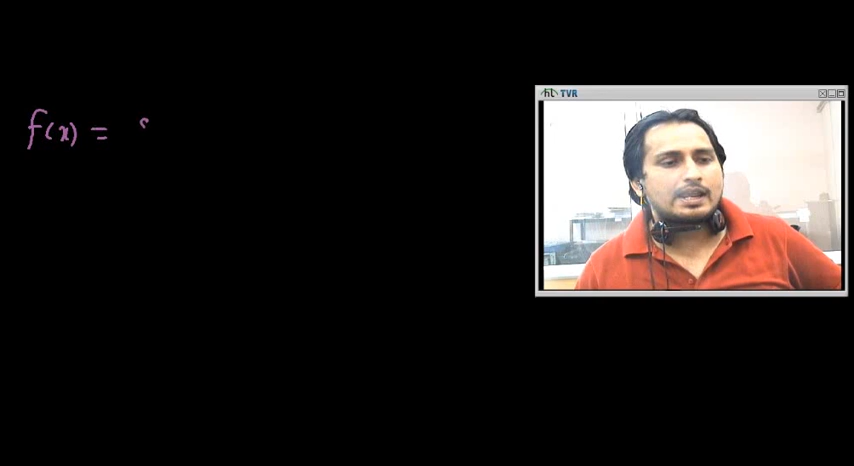 f(x) =
TVR